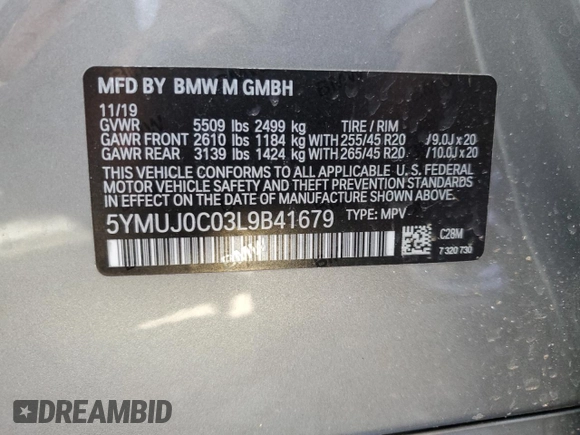 MFD BY BMW M GMBH
11/19
GVWR 5509 lbs 2499 kg TIRE / RIM
GAWR FRONT 2610 lbs 1184 kg WITH 255/45 R20 /9.0J x 20
GAWR REAR 3139 lbs 1424 kg WITH 265/45 R20 /10.0J x 20
THIS VEHICLE CONFORMS TO ALL APPLICABLE U. S. FEDERAL
MOTOR VEHICLE SAFETY, BUMPER, AND THEFT PREVENTION
STANDARDS IN EFFECT ON THE DATE OF MANUFACTURE SHOWN ABOVE.
5YMUJ0C03L9B41679 TYPE: MPV
C28M
7 320 730
DREAMBID